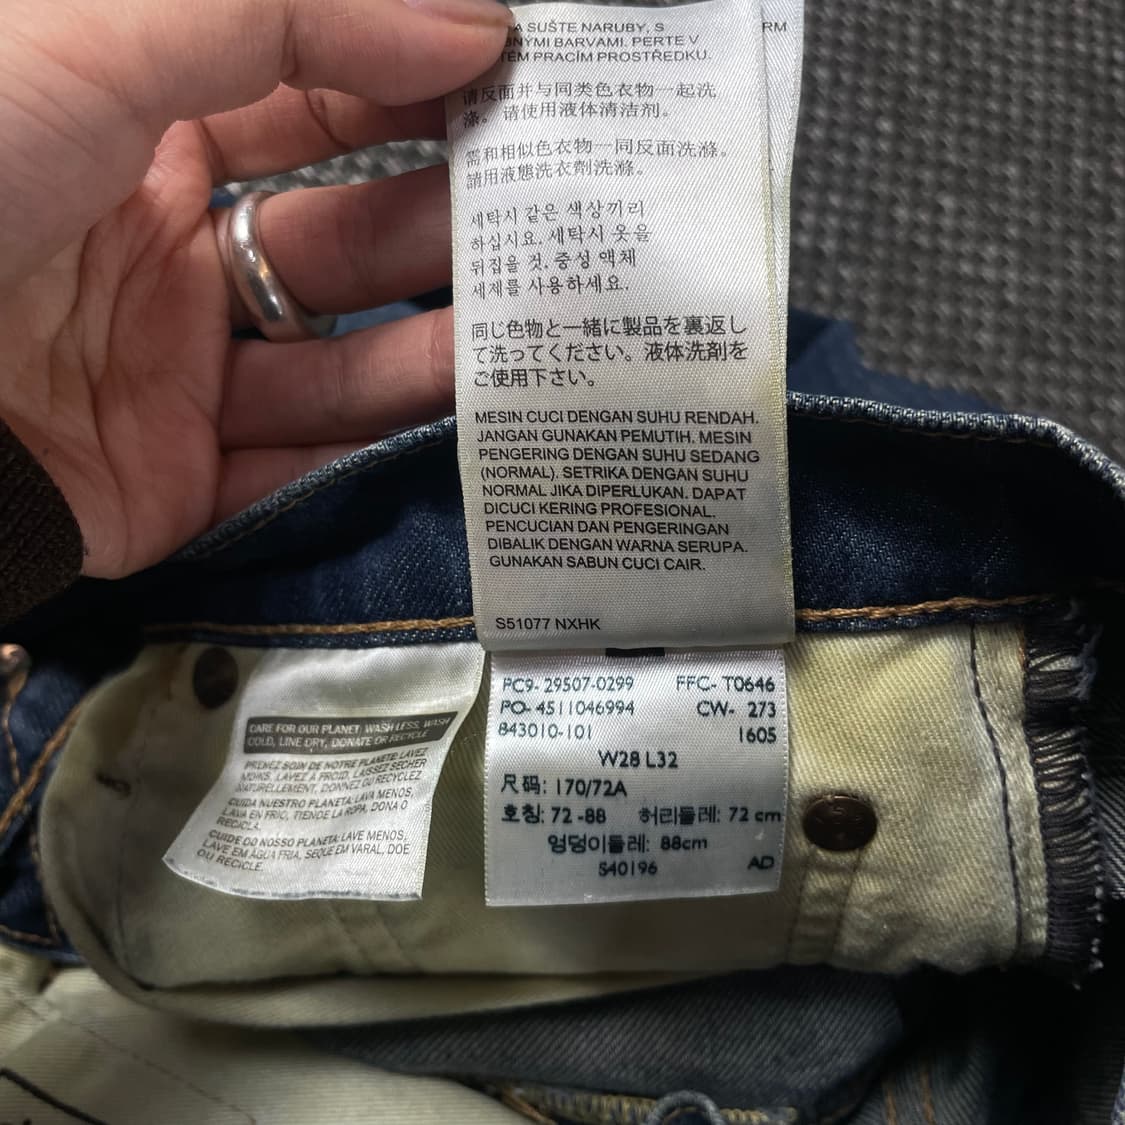 A SUŠTE NARUBY, S
BNÝMI BARVAMI. PERTE V
TÉM PRACÍM PROSTŘEDKU.
请反面并与同类色衣物一起洗
涤。请使用液体清洁剂。
需和相似色衣物一同反面洗滌。
請用液態洗衣劑洗滌.
세탁시 같은 색상끼리
하십시요. 세탁시 옷을
뒤집을 것. 중성 액체
세제를 사용하세요.
同じ色物と一緒に製品を裏返し
て洗ってください。液体洗剤を
ご使用下さい。
MESIN CUCI DENGAN SUHU RENDAH.
JANGAN GUNAKAN PEMUTIH. MESIN
PENGERING DENGAN SUHU SEDANG
(NORMAL). SETRIKA DENGAN SUHU
NORMAL JIKA DIPERLUKAN. DAPAT
DICUCI KERING PROFESIONAL.
PENCUCIAN DAN PENGERINGAN
DIBALIK DENGAN WARNA SERUPA.
GUNAKAN SABUN CUCI CAIR.
S51077 NXHK
RM
CARE FOR OUR PLANET: WASH LESS, WASH
COLD, LINE DRY, DONATE OR RECYCLE
PRENEZ SOIN DE NOTRE PLANETE: LAVEZ
MOINS, LAVEZ À FROID, LAISSEZ SÉCHER
NATURELLEMENT, DONNEZ OU RECYCLEZ
CUIDA NUESTRO PLANETA: LAVA MENOS,
LAVA EN FRIO, TIENDE LA ROPA, DONA O
RECICLA.
CUIDE DO NOSSO PLANETA: LAVE MENOS,
LAVE EM ÁGUA FRIA, SEQUE EM VARAL, DOE
OU RECICLE.
PC9- 29507-0299 FFC- T0646
PO- 4511046994 CW- 273
843010-101 1605
W28 L32
尺码: 170/72A
호칭: 72 -88 허리둘레: 72 cm
엉덩이둘레: 88cm
S40196 AD